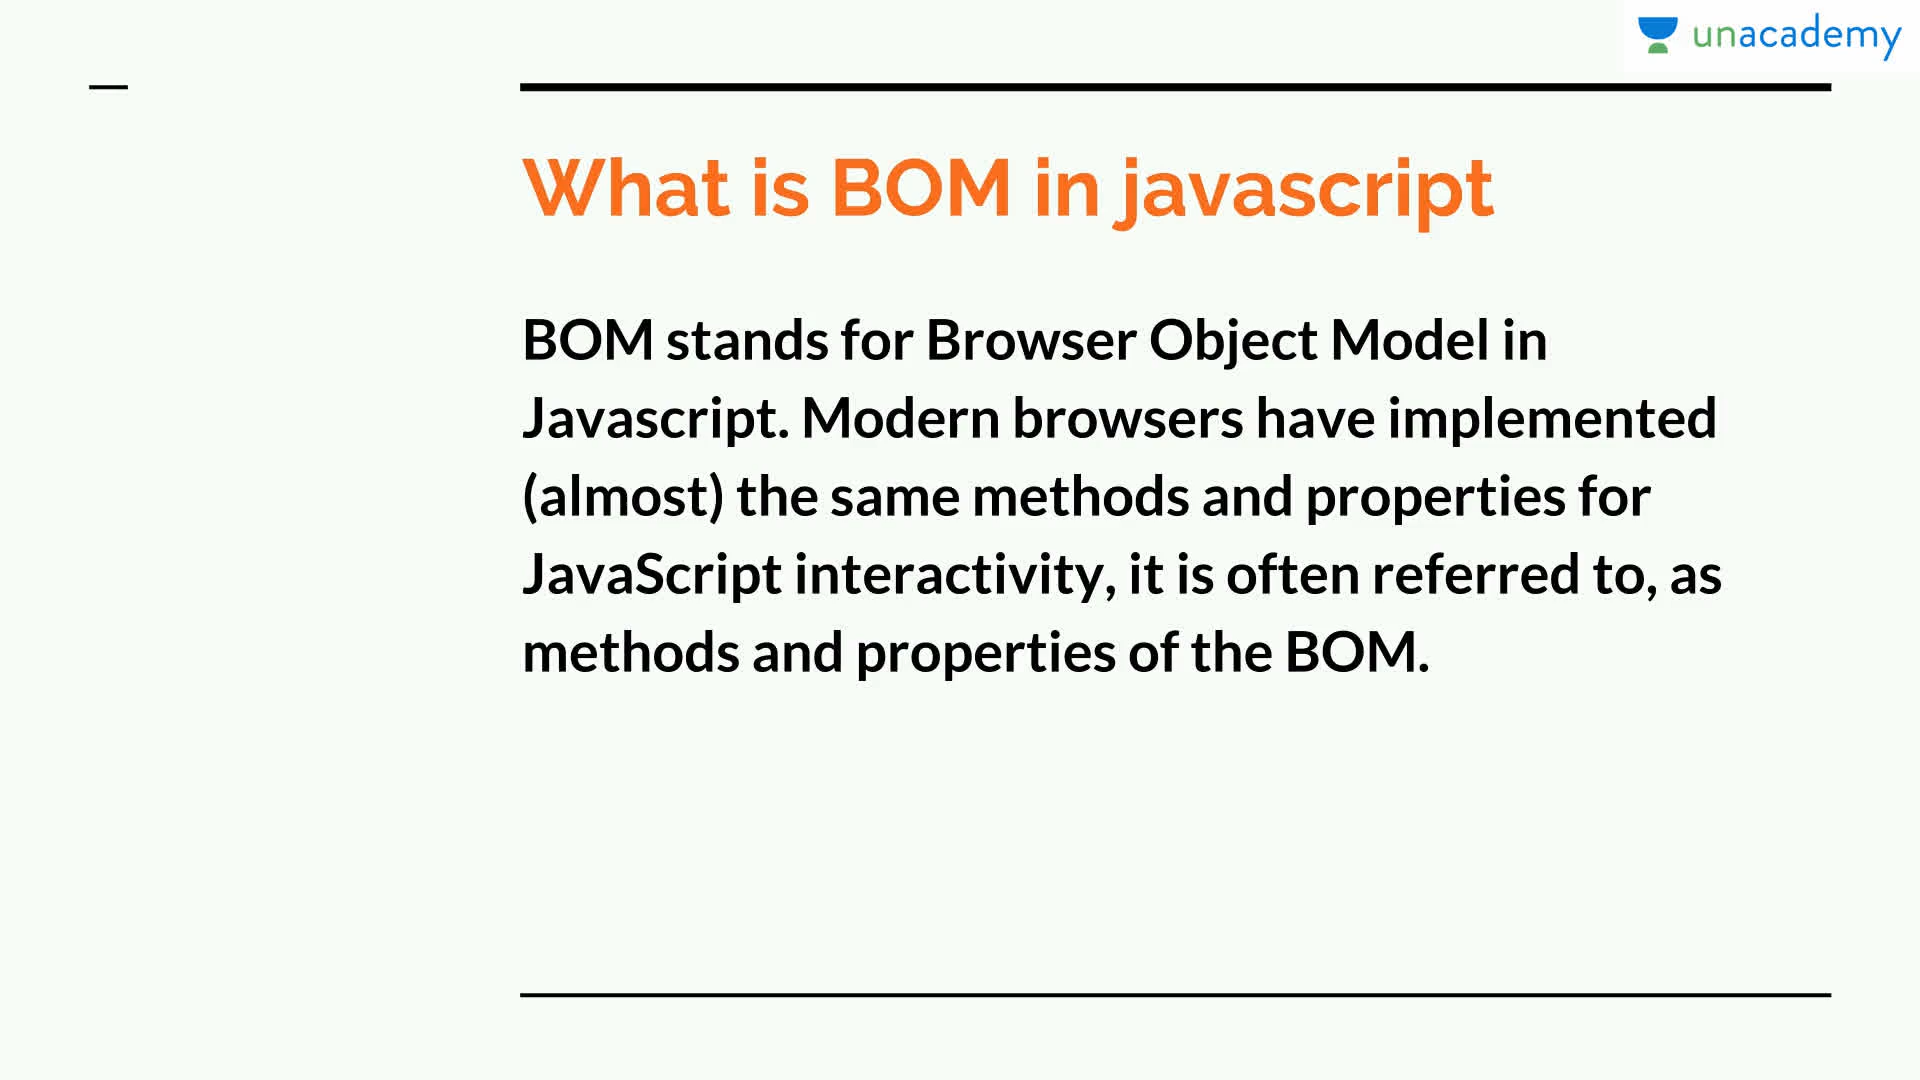 unacademy
What is BOM in javascript
BOM stands for Browser Object Model in
Javascript. Modern browsers have implemented
(almost) the same methods and properties for
JavaScript interactivity, it is often referred to, as
methods and properties of the BOM.